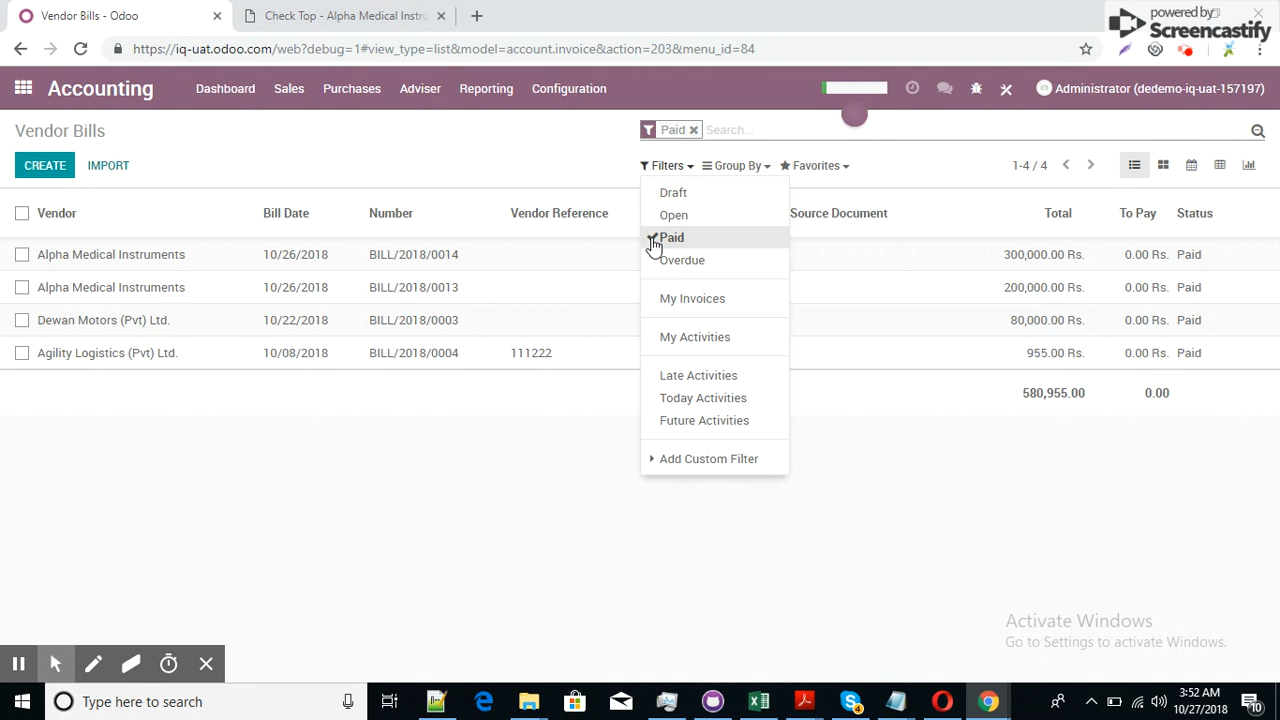 Vendor Bills - Odoo
Check Top - Alpha Medical Instru
powered by
Screencastify
https://iq-uat.odoo.com/web?debug=1#view_type=list&model=account.invoice&action=203&menu_id=84
Accounting
Dashboard Sales Purchases Adviser Reporting Configuration
Administrator (dedemo-iq-uat-157197)
Vendor Bills
Paid
Search...
CREATE IMPORT
Filters Group By Favorites
1-4 / 4
Vendor Bill Date Number Vendor Reference Source Document Total To Pay Status
Alpha Medical Instruments 10/26/2018 BILL/2018/0014 300,000.00 Rs. 0.00 Rs. Paid
Alpha Medical Instruments 10/26/2018 BILL/2018/0013 200,000.00 Rs. 0.00 Rs. Paid
Dewan Motors (Pvt) Ltd. 10/22/2018 BILL/2018/0003 80,000.00 Rs. 0.00 Rs. Paid
Agility Logistics (Pvt) Ltd. 10/08/2018 BILL/2018/0004 111222 955.00 Rs. 0.00 Rs. Paid
580,955.00 0.00
Draft
Open
Paid
Overdue
My Invoices
My Activities
Late Activities
Today Activities
Future Activities
Add Custom Filter
Activate Windows
Go to Settings to activate Windows.
Type here to search
4
3:52 AM
10/27/2018
10